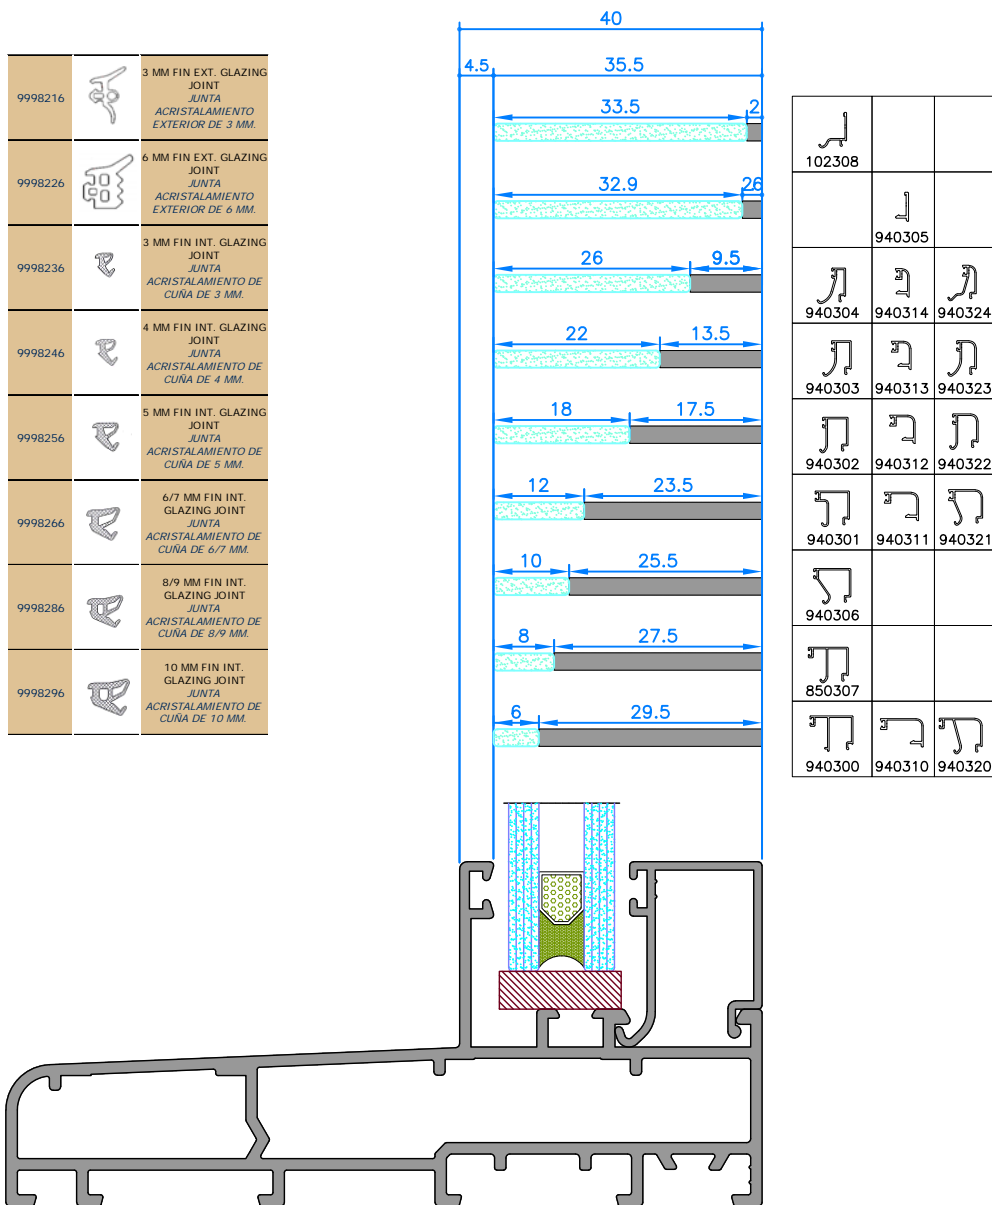 40
4.5
35.5
33.5
2
32.9
2.6
26
9.5
22
13.5
18
17.5
12
23.5
10
25.5
8
27.5
6
29.5
9998216
3 MM FIN EXT. GLAZING
JOINT
JUNTA
ACRISTALAMIENTO
EXTERIOR DE 3 MM.
9998226
6 MM FIN EXT. GLAZING
JOINT
JUNTA
ACRISTALAMIENTO
EXTERIOR DE 6 MM.
9998236
3 MM FIN INT. GLAZING
JOINT
JUNTA
ACRISTALAMIENTO DE
CUÑA DE 3 MM.
9998246
4 MM FIN INT. GLAZING
JOINT
JUNTA
ACRISTALAMIENTO DE
CUÑA DE 4 MM.
9998256
5 MM FIN INT. GLAZING
JOINT
JUNTA
ACRISTALAMIENTO DE
CUÑA DE 5 MM.
9998266
6/7 MM FIN INT.
GLAZING JOINT
JUNTA
ACRISTALAMIENTO DE
CUÑA DE 6/7 MM.
9998286
8/9 MM FIN INT.
GLAZING JOINT
JUNTA
ACRISTALAMIENTO DE
CUÑA DE 8/9 MM.
9998296
10 MM FIN INT.
GLAZING JOINT
JUNTA
ACRISTALAMIENTO DE
CUÑA DE 10 MM.
102308
940305
940304 940314 940324
940303 940313 940323
940302 940312 940322
940301 940311 940321
940306
850307
940300 940310 940320